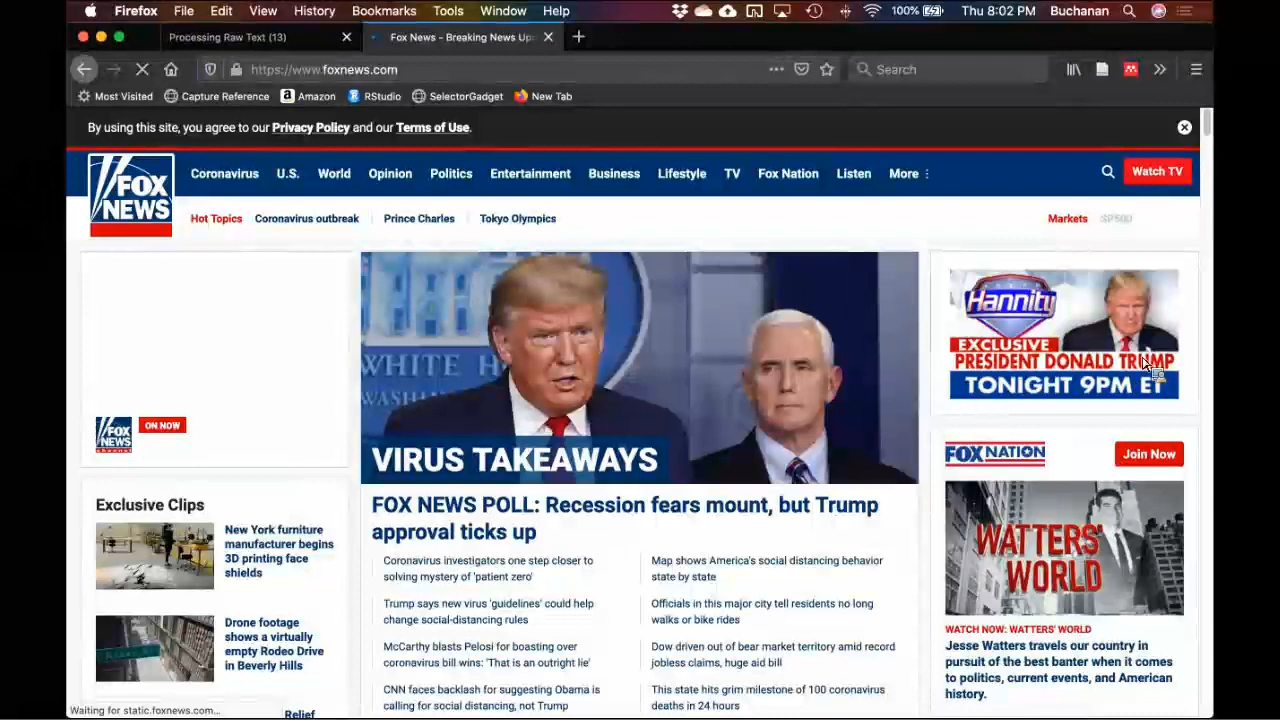 Firefox File Edit View History Bookmarks Tools Window Help 100% Thu 8:02 PM Buchanan
Processing Raw Text (13) Fox News - Breaking News Up
https://www.foxnews.com Search
Most Visited Capture Reference Amazon RStudio SelectorGadget New Tab
By using this site, you agree to our Privacy Policy and our Terms of Use.
FOX NEWS
Coronavirus U.S. World Opinion Politics Entertainment Business Lifestyle TV Fox Nation Listen More Watch TV
Hot Topics Coronavirus outbreak Prince Charles Tokyo Olympics Markets SP500
FOX NEWS channel ON NOW
Exclusive Clips
New York furniture
manufacturer begins
3D printing face
shields
Drone footage
shows a virtually
empty Rodeo Drive
in Beverly Hills
Relief
WHITE H
WASHIN
VIRUS TAKEAWAYS
FOX NEWS POLL: Recession fears mount, but Trump
approval ticks up
Coronavirus investigators one step closer to
solving mystery of 'patient zero'
Trump says new virus 'guidelines' could help
change social-distancing rules
McCarthy blasts Pelosi for boasting over
coronavirus bill wins: 'That is an outright lie'
CNN faces backlash for suggesting Obama is
calling for social distancing, not Trump
Map shows America's social distancing behavior
state by state
Officials in this major city tell residents no long
walks or bike rides
Dow driven out of bear market territory amid record
jobless claims, huge aid bill
This state hits grim milestone of 100 coronavirus
deaths in 24 hours
Hannity
EXCLUSIVE
PRESIDENT DONALD TRUMP
TONIGHT 9PM ET
FOX NATION Join Now
WATTERS'
WORLD
WATCH NOW: WATTERS' WORLD
Jesse Watters travels our country in
pursuit of the best banter when it comes
to politics, current events, and American
history.
Waiting for static.foxnews.com...